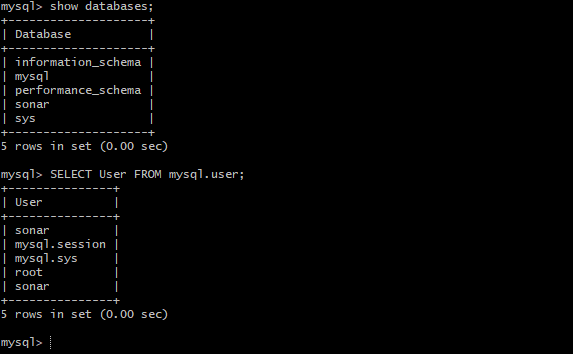 mysql> show databases;
+--------------------+
| Database           |
+--------------------+
| information_schema |
| mysql              |
| performance_schema |
| sonar              |
| sys                |
+--------------------+
5 rows in set (0.00 sec)
mysql> SELECT User FROM mysql.user;
+---------------+
| User          |
+---------------+
| sonar         |
| mysql.session |
| mysql.sys     |
| root          |
| sonar         |
+---------------+
5 rows in set (0.00 sec)
mysql>